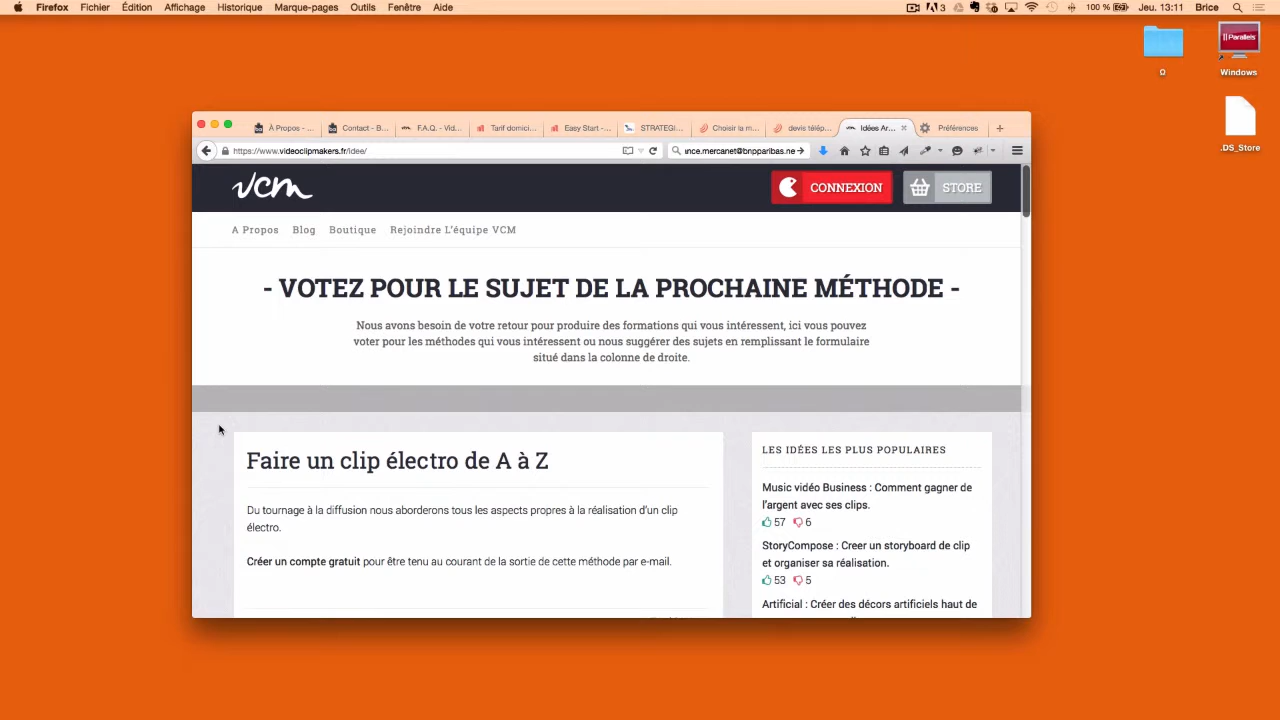 Firefox Fichier Édition Affichage Historique Marque-pages Outils Fenêtre Aide
3 100 % Jeu. 13:11 Brice
Ω
Windows
|| Parallels
.DS_Store
À Propos - ... Contact - B... F.A.Q. - Vid... Tarif domici... Easy Start -... STRATEGI... Choisir la m... devis télép... Idées Ar... Préférences
https://www.videoclipmakers.fr/idee/
ınce.mercanet@bnpparibas.ne
vcm
CONNEXION
STORE
A Propos Blog Boutique Rejoindre L'équipe VCM
- VOTEZ POUR LE SUJET DE LA PROCHAINE MÉTHODE -
Nous avons besoin de votre retour pour produire des formations qui vous intéressent, ici vous pouvez
voter pour les méthodes qui vous intéressent ou nous suggérer des sujets en remplissant le formulaire
situé dans la colonne de droite.
Faire un clip électro de A à Z
Du tournage à la diffusion nous aborderons tous les aspects propres à la réalisation d'un clip
électro.
Créer un compte gratuit pour être tenu au courant de la sortie de cette méthode par e-mail.
LES IDÉES LES PLUS POPULAIRES
Music vidéo Business : Comment gagner de
l'argent avec ses clips.
57 6
StoryCompose : Creer un storyboard de clip
et organiser sa réalisation.
53 5
Artificial : Créer des décors artificiels haut de